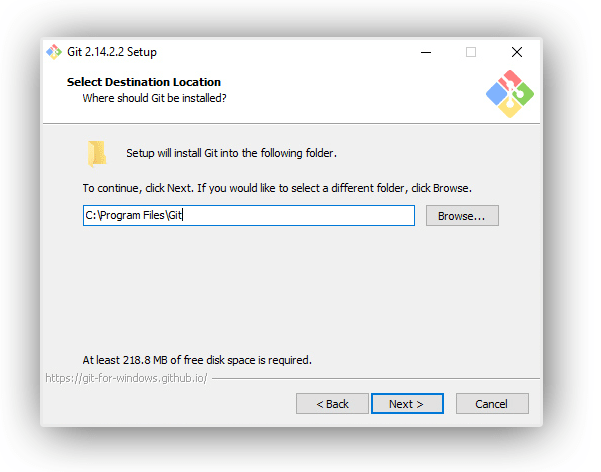 Git 2.14.2.2 Setup
Select Destination Location
Where should Git be installed?
Setup will install Git into the following folder.
To continue, click Next. If you would like to select a different folder, click Browse.
C:\Program Files\Git
Browse...
At least 218.8 MB of free disk space is required.
https://git-for-windows.github.io/
< Back
Next >
Cancel